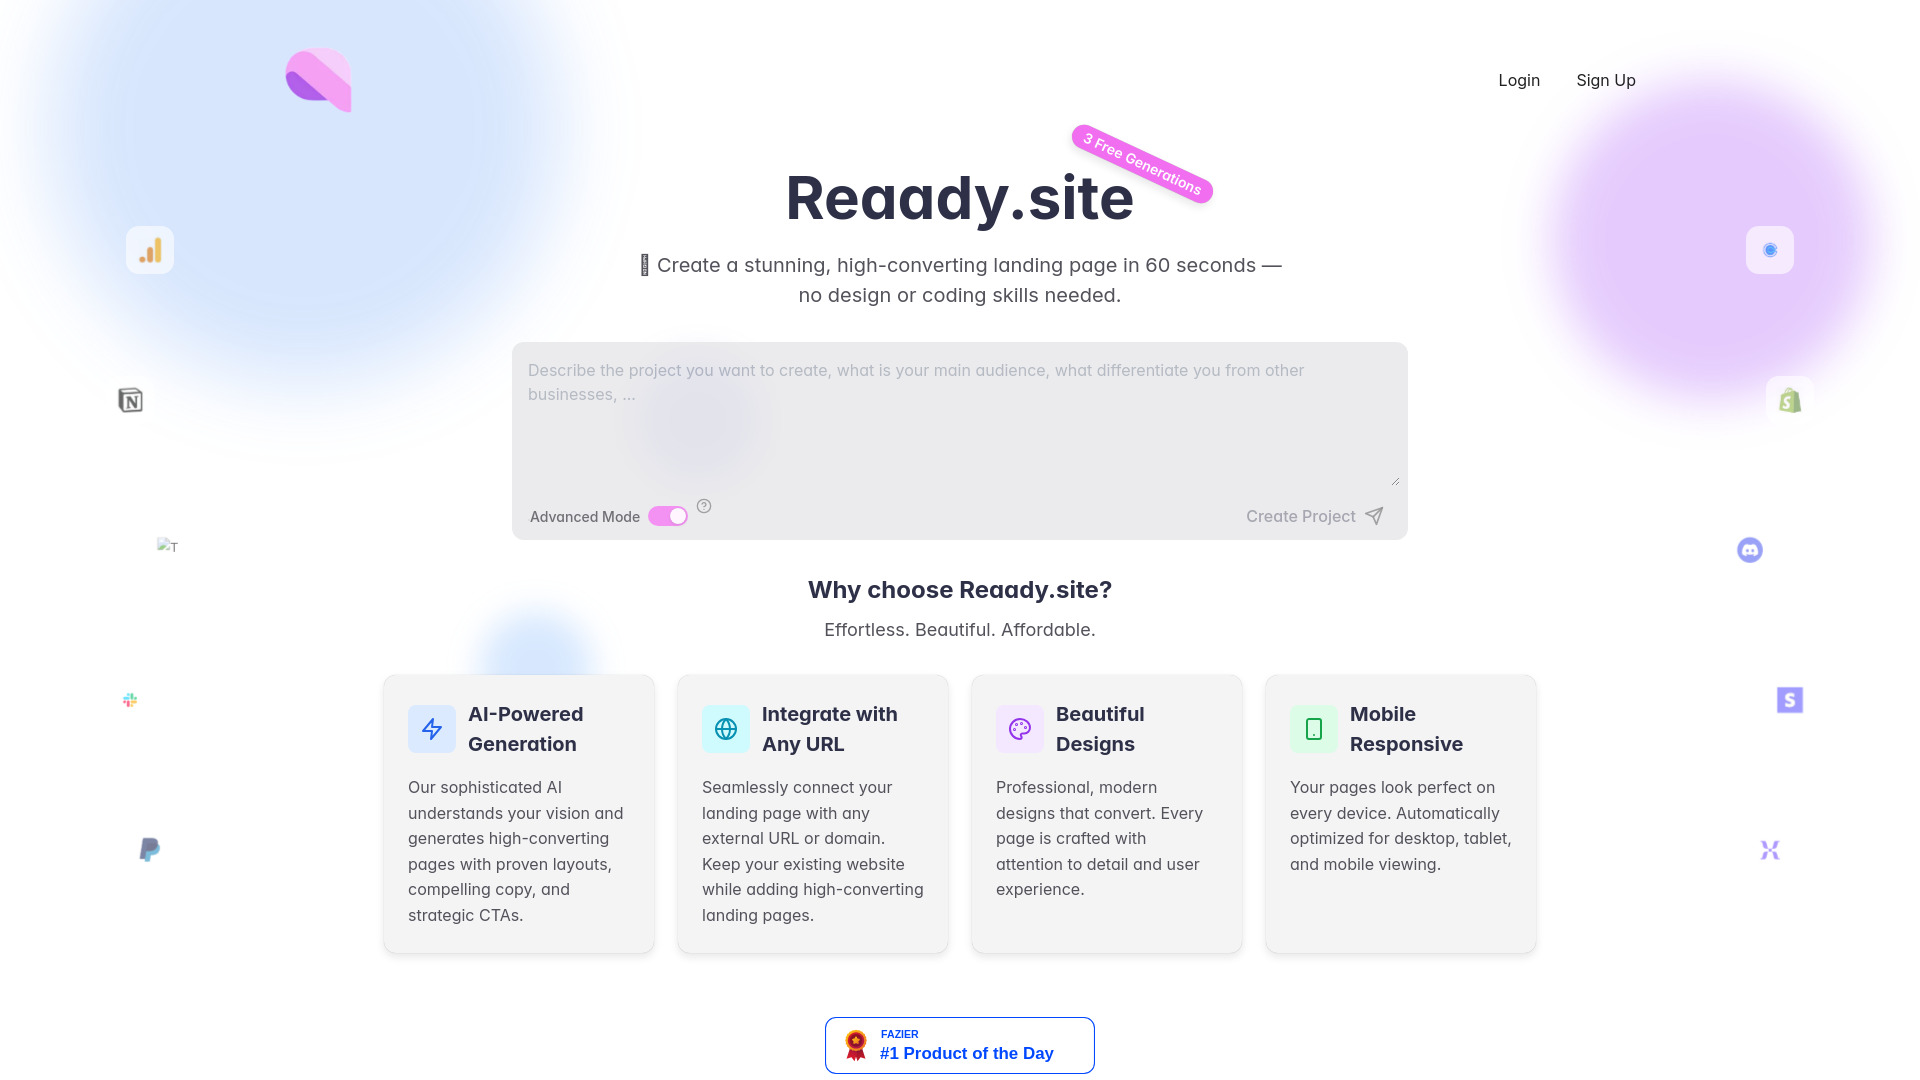 Login
Sign Up
3 Free Generations
Reaady.site
Create a stunning, high-converting landing page in 60 seconds —
no design or coding skills needed.
Describe the project you want to create, what is your main audience, what differentiate you from other
businesses, ...
Advanced Mode
Create Project
Why choose Reaady.site?
Effortless. Beautiful. Affordable.
AI-Powered
Generation
Our sophisticated AI
understands your vision and
generates high-converting
pages with proven layouts,
compelling copy, and
strategic CTAs.
Integrate with
Any URL
Seamlessly connect your
landing page with any
external URL or domain.
Keep your existing website
while adding high-converting
landing pages.
Beautiful
Designs
Professional, modern
designs that convert. Every
page is crafted with
attention to detail and user
experience.
Mobile
Responsive
Your pages look perfect on
every device. Automatically
optimized for desktop, tablet,
and mobile viewing.
T
FAZIER
#1 Product of the Day